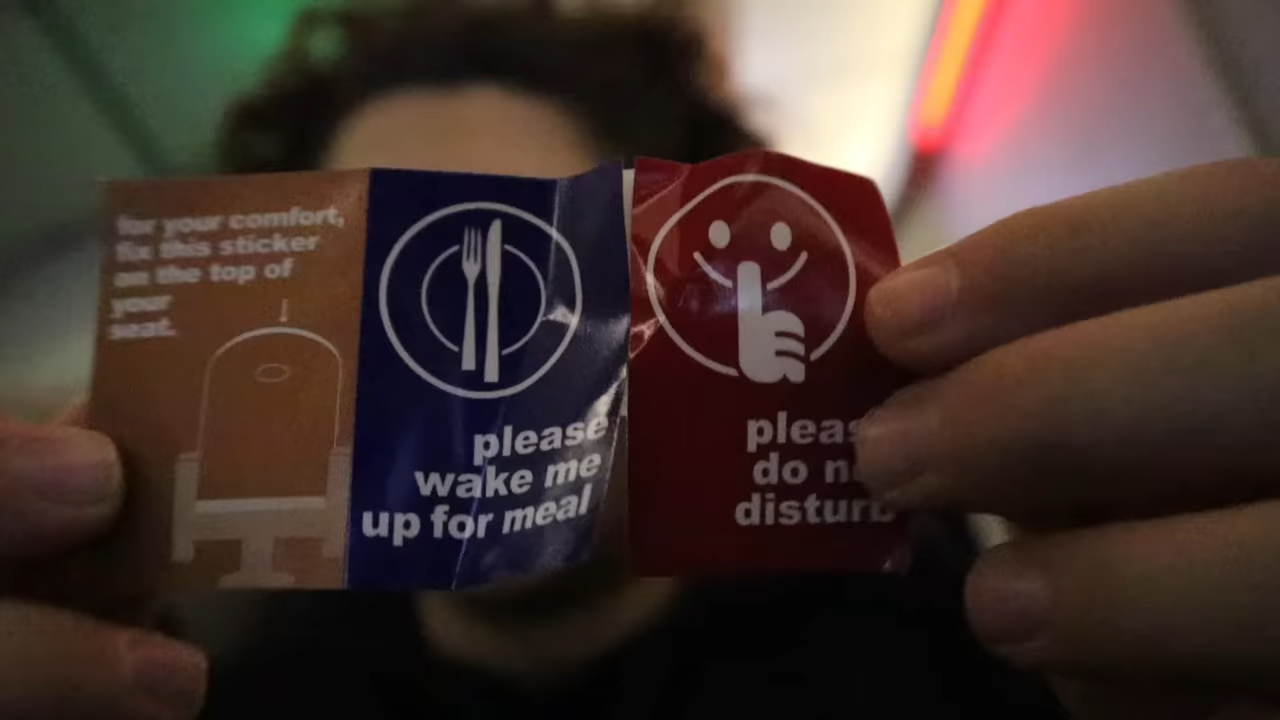 for your comfort,
fix this sticker
on the top of
your
seat.
please
wake me
up for meal
pleas
do n
disturb